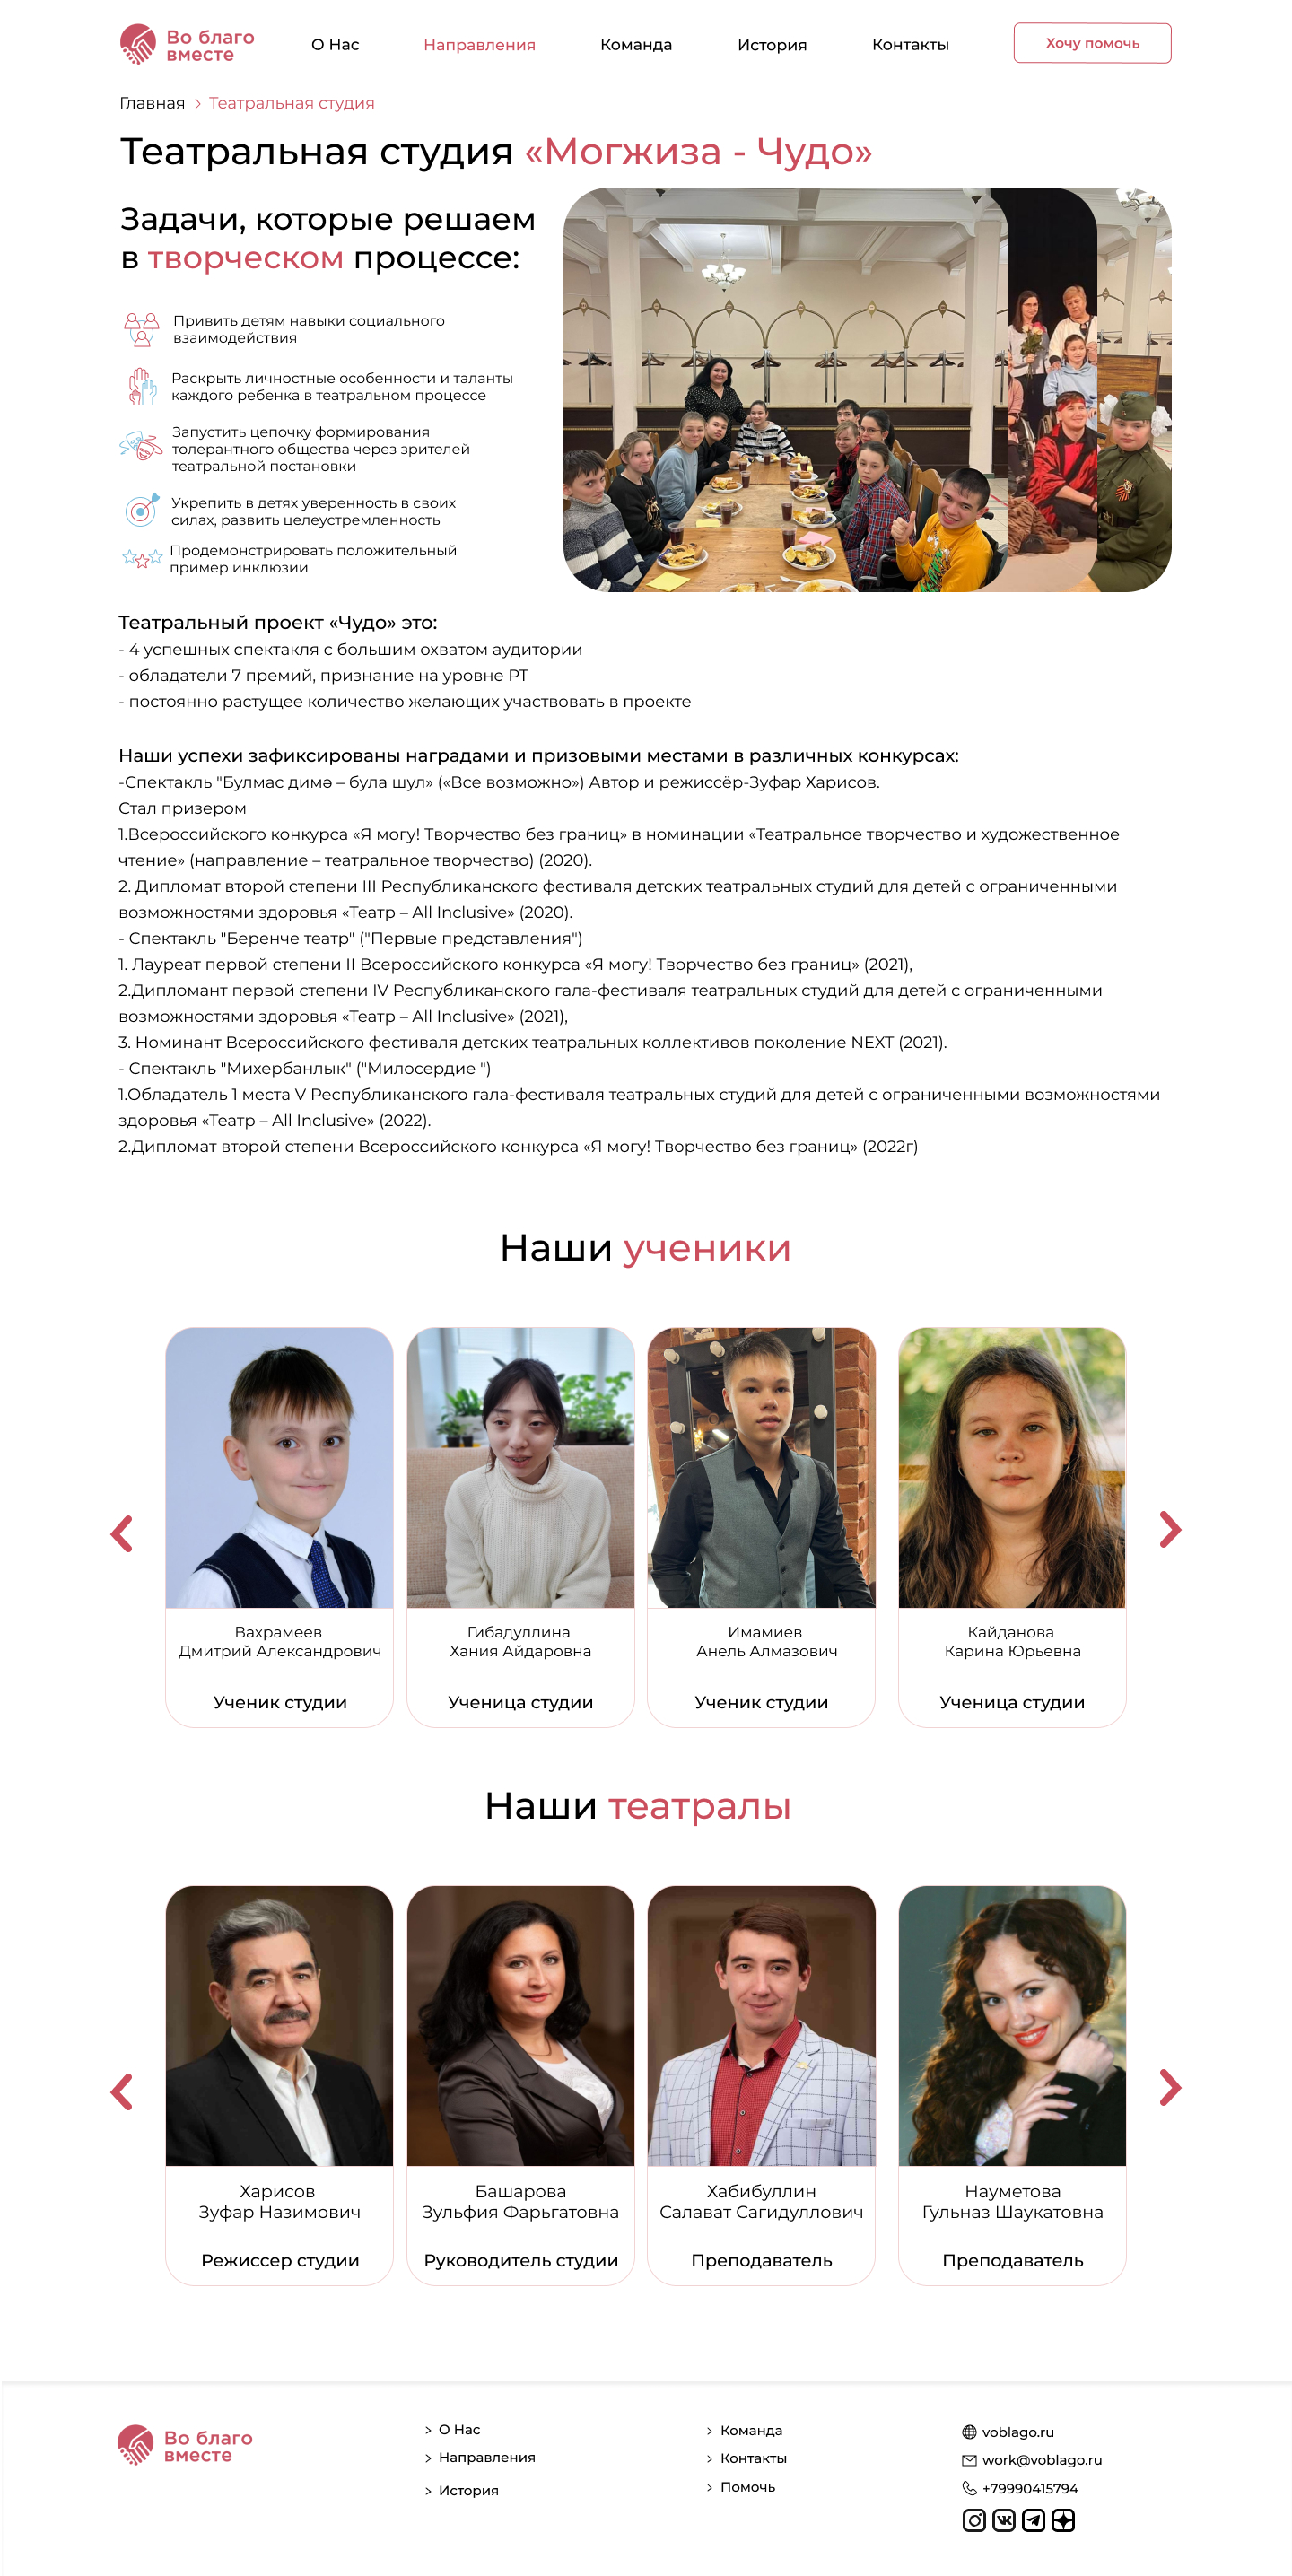 Во благо
вместе
О Нас
Направления
Команда
История
Контакты
Хочу помочь
Главная > Театральная студия
Театральная студия «Могжиза - Чудо»
Задачи, которые решаем
в творческом процессе:
Привить детям навыки социального
взаимодействия
Раскрыть личностные особенности и таланты
каждого ребенка в театральном процессе
Запустить цепочку формирования
толерантного общества через зрителей
театральной постановки
Укрепить в детях уверенность в своих
силах, развить целеустремленность
Продемонстрировать положительный
пример инклюзии
Театральный проект «Чудо» это:
- 4 успешных спектакля с большим охватом аудитории
- обладатели 7 премий, признание на уровне РТ
- постоянно растущее количество желающих участвовать в проекте
Наши успехи зафиксированы наградами и призовыми местами в различных конкурсах:
-Спектакль "Булмас димә – була шул» («Все возможно») Автор и режиссёр-Зуфар Харисов.
Стал призером
1.Всероссийского конкурса «Я могу! Творчество без границ» в номинации «Театральное творчество и художественное
чтение» (направление – театральное творчество) (2020).
2. Дипломат второй степени III Республиканского фестиваля детских театральных студий для детей с ограниченными
возможностями здоровья «Театр – All Inclusive» (2020).
- Спектакль "Беренче театр" ("Первые представления")
1. Лауреат первой степени II Всероссийского конкурса «Я могу! Творчество без границ» (2021),
2.Дипломант первой степени IV Республиканского гала-фестиваля театральных студий для детей с ограниченными
возможностями здоровья «Театр – All Inclusive» (2021),
3. Номинант Всероссийского фестиваля детских театральных коллективов поколение NEXT (2021).
- Спектакль "Михербанлык" ("Милосердие ")
1.Обладатель 1 места V Республиканского гала-фестиваля театральных студий для детей с ограниченными возможностями
здоровья «Театр – All Inclusive» (2022).
2.Дипломат второй степени Всероссийского конкурса «Я могу! Творчество без границ» (2022г)
Наши ученики
Вахрамеев
Дмитрий Александрович
Ученик студии
Гибадуллина
Хания Айдаровна
Ученица студии
Имамиев
Анель Алмазович
Ученик студии
Кайданова
Карина Юрьевна
Ученица студии
Наши театралы
Харисов
Зуфар Назимович
Режиссер студии
Башарова
Зульфия Фарьгатовна
Руководитель студии
Хабибуллин
Салават Сагидуллович
Преподаватель
Науметова
Гульназ Шаукатовна
Преподаватель
Во благо
вместе
> О Нас
> Направления
> История
> Команда
> Контакты
> Помочь
voblago.ru
work@voblago.ru
+79990415794